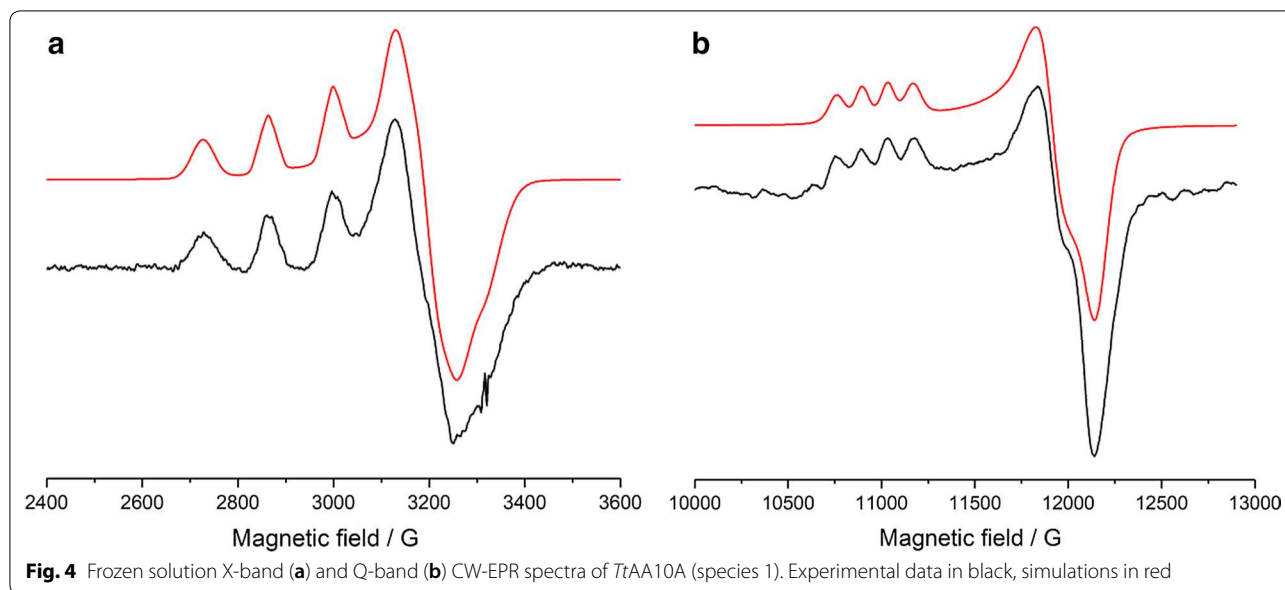 a
b
2400 2600 2800 3000 3200 3400 3600
10000 10500 11000 11500 12000 12500 13000
Magnetic field / G
Magnetic field / G
Fig. 4 Frozen solution X-band (a) and Q-band (b) CW-EPR spectra of TtAA10A (species 1). Experimental data in black, simulations in red